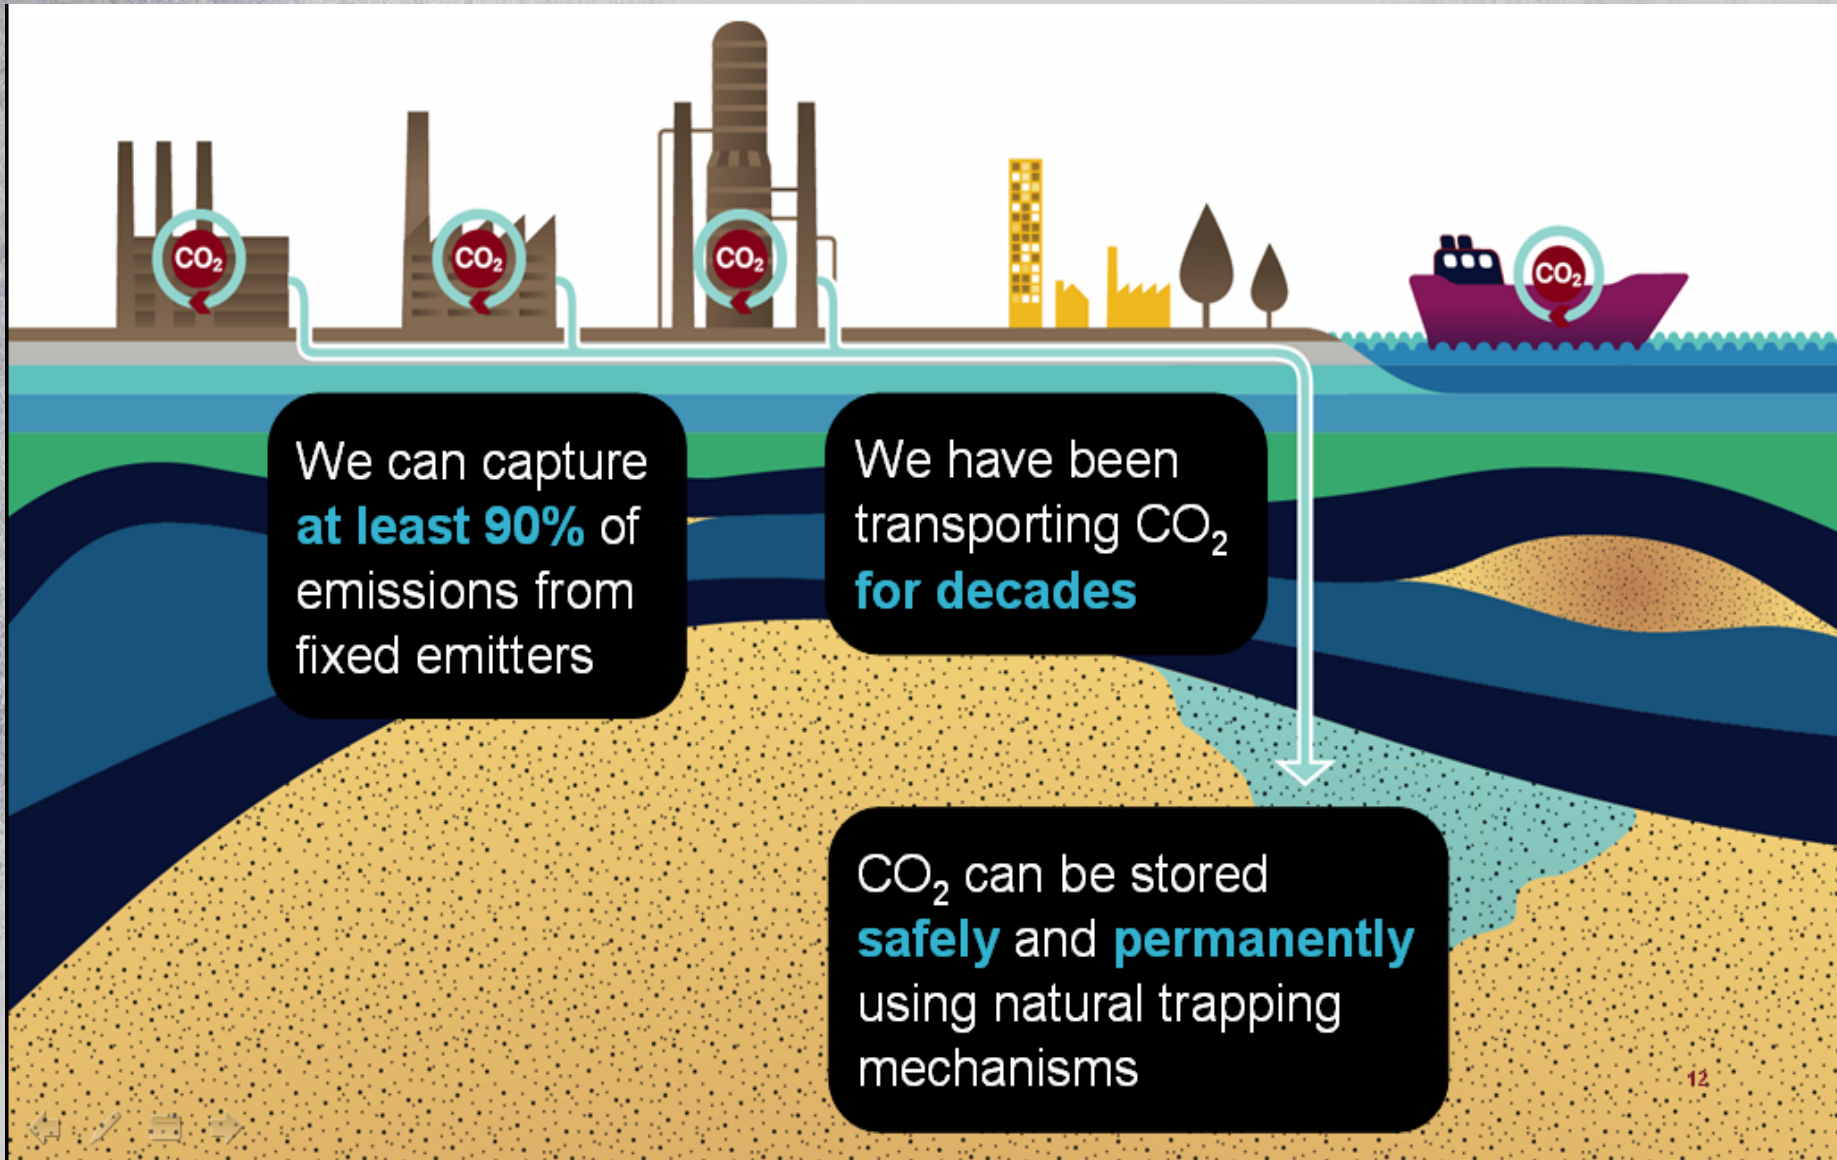 CO₂
CO₂
CO₂
CO₂
We can capture
at least 90% of
emissions from
fixed emitters
We have been
transporting CO₂
for decades
CO₂ can be stored
safely and permanently
using natural trapping
mechanisms
12